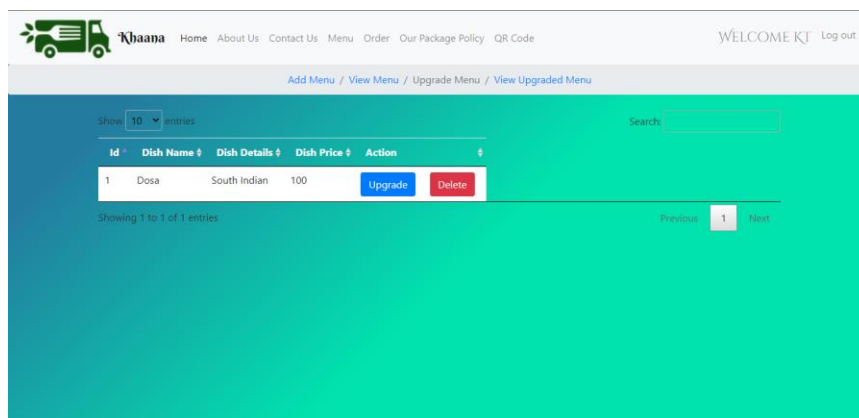 Khaana Home About Us Contact Us Menu Order Our Package Policy QR Code WELCOME KT Log out
Add Menu / View Menu / Upgrade Menu / View Upgraded Menu
Show 10 entries Search:
Id Dish Name Dish Details Dish Price Action
1 Dosa South Indian 100 Upgrade Delete
Showing 1 to 1 of 1 entries Previous 1 Next